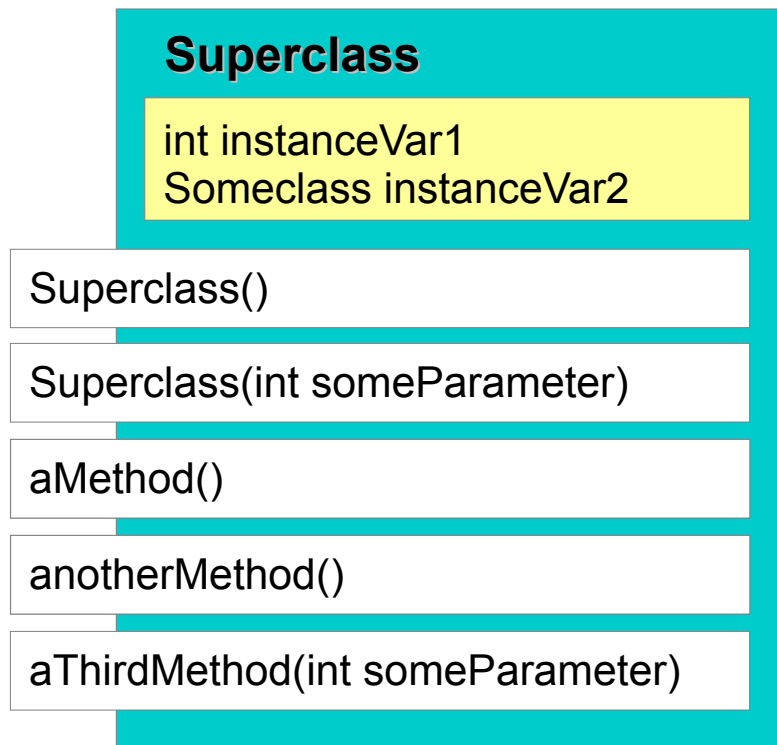 Superclass
int instanceVar1
Someclass instanceVar2
Superclass()
Superclass(int someParameter)
aMethod()
anotherMethod()
aThirdMethod(int someParameter)